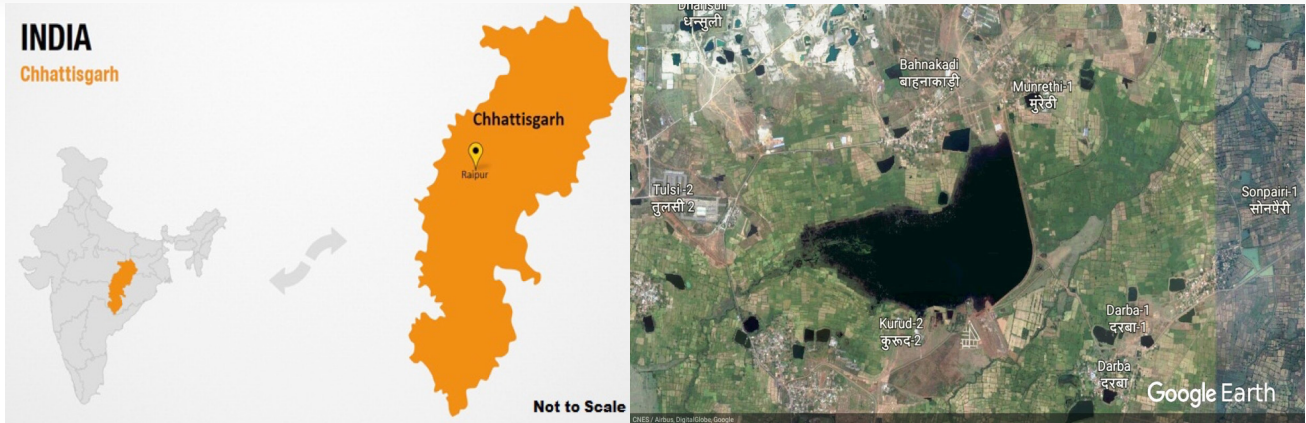 INDIA
Chhattisgarh
Chhattisgarh
Raipur
Not to Scale
धनसुली
Bahnakadi
बाहनाकाड़ी
Munrethi-1
मुंरेठी
Tulsi-2
तुलसी 2
Sonpairi-1
सोनपैरी
Kurud-2
कुरूद-2
Darba-1
दरबा-1
Darba
दरबा
Google Earth
CNES / Airbus, DigitalGlobe, Google